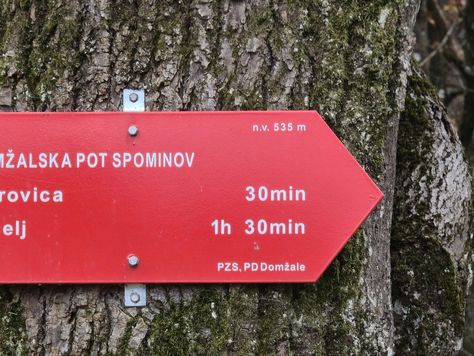 n.v. 535 m
MŽALSKA POT SPOMINOV
rovica 30min
elj 1h 30min
PZS, PD Domžale